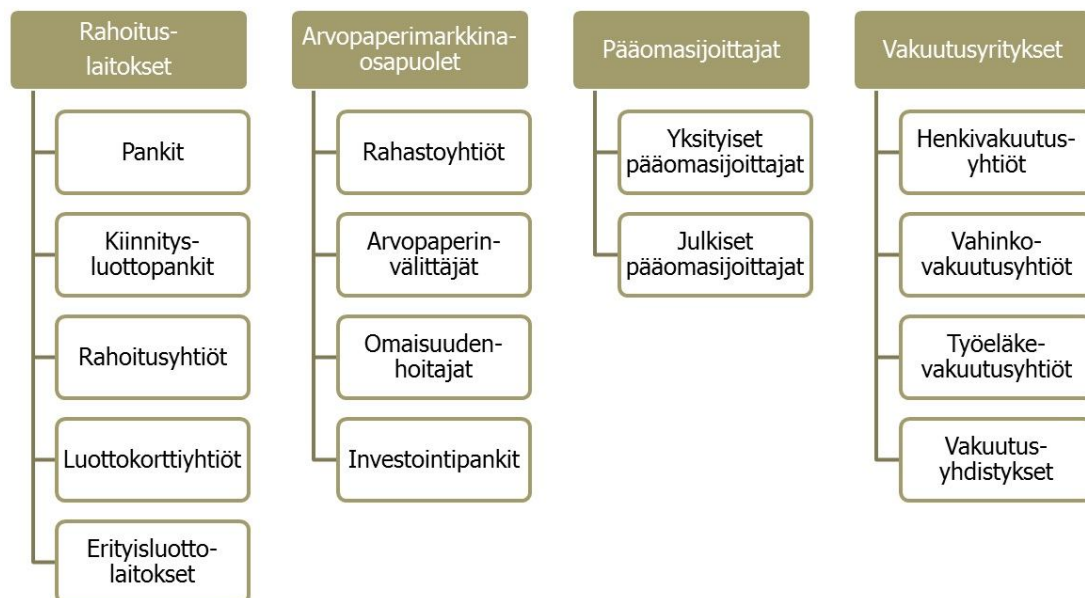 Rahoitus-
laitokset
Pankit
Kiinnitys-
luottopankit
Rahoitusyhtiöt
Luottokorttiyhtiöt
Erityisluotto-
laitokset
Arvopaperimarkkina-
osapuolet
Rahastoyhtiöt
Arvopaperin-
välittäjät
Omaisuuden-
hoitajat
Investointipankit
Pääomasijoittajat
Yksityiset
pääomasijoittajat
Julkiset
pääomasijoittajat
Vakuutusyritykset
Henkivakuutus-
yhtiöt
Vahinko-
vakuutusyhtiöt
Työeläke-
vakuutusyhtiöt
Vakuutus-
yhdistykset